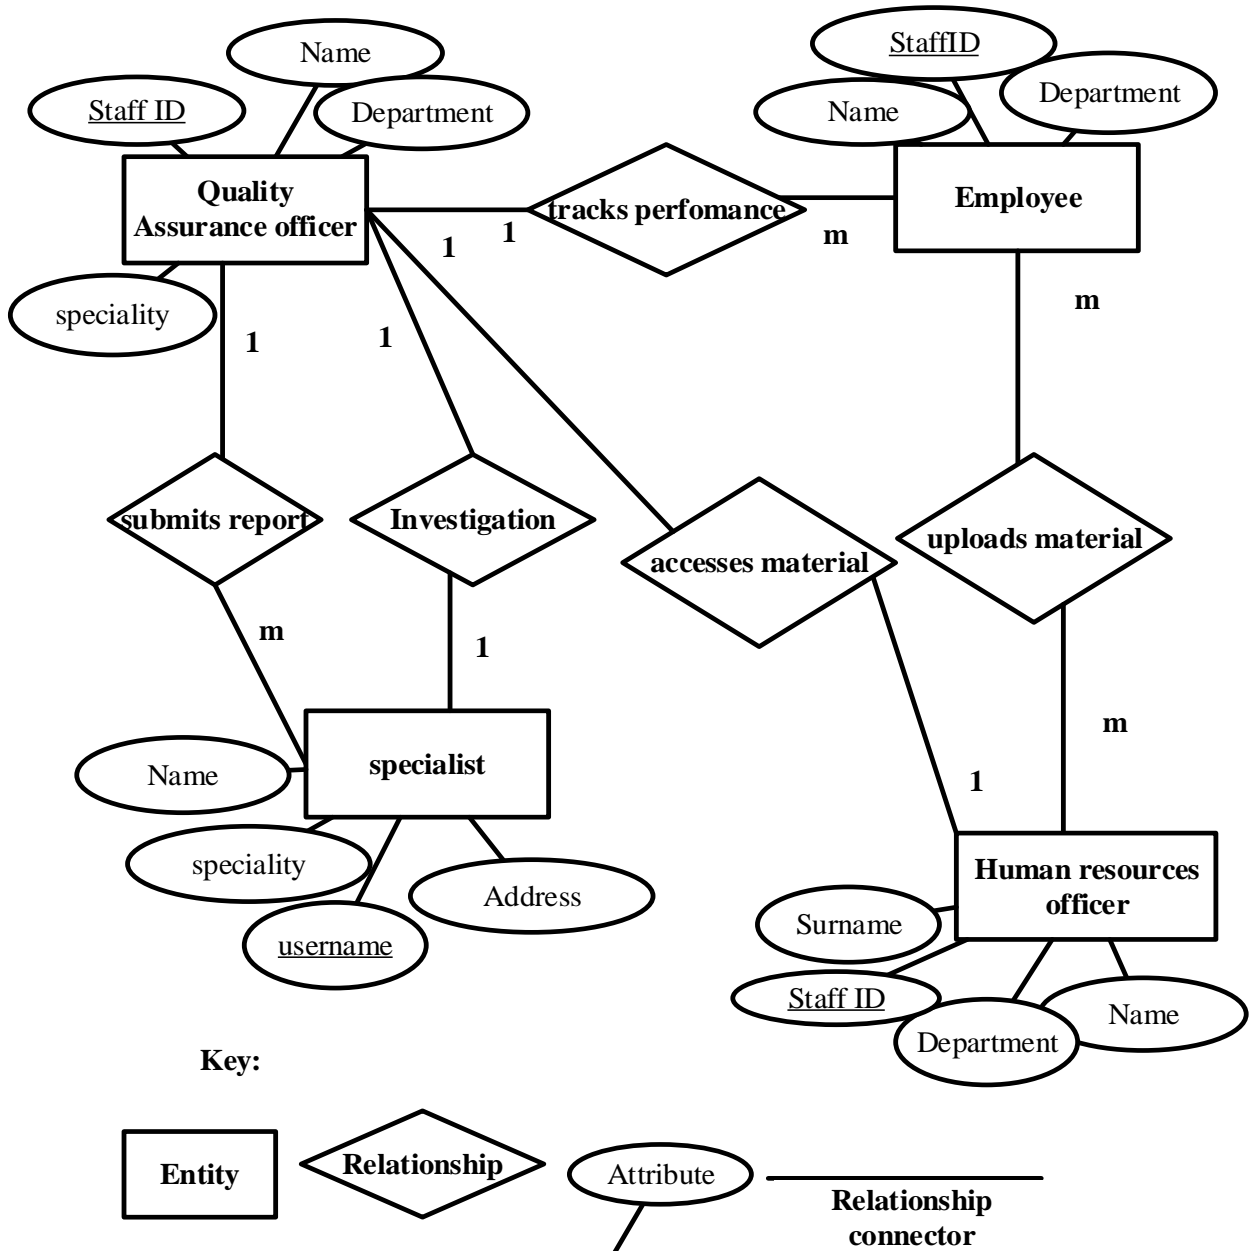 Name
StaffID
Staff ID
Department
Name
Department
Quality
Assurance officer
tracks perfomance
Employee
1
1
m
speciality
1
1
m
submits report
Investigation
accesses material
uploads material
m
1
m
Name
specialist
1
speciality
Address
username
Human resources
officer
Surname
Staff ID
Department
Name
Key:
Entity
Relationship
Attribute
Relationship
connector